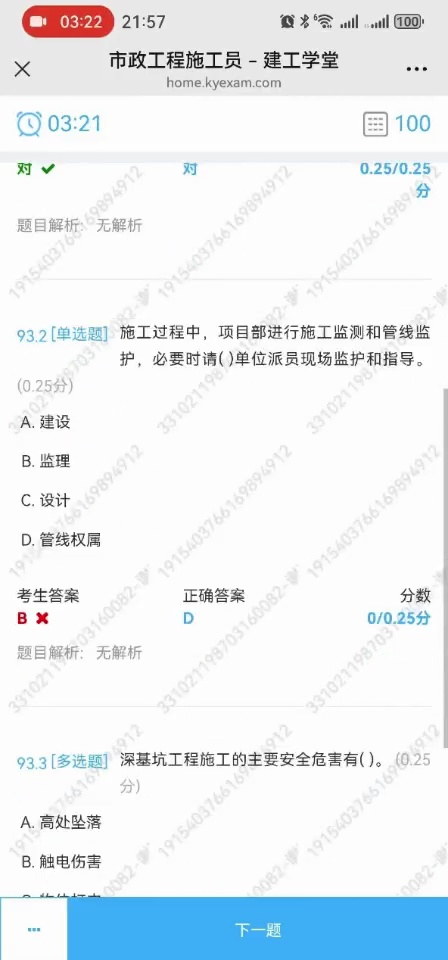 03:22 21:57 100
市政工程施工员 - 建工学堂
home.kyexam.com
03:21 100
对 对 0.25/0.25
分
题目解析: 无解析
93.2 [单选题] 施工过程中，项目部进行施工监测和管线监
护，必要时请( )单位派员现场监护和指导。
(0.25分)
A. 建设
B. 监理
C. 设计
D. 管线权属
考生答案 正确答案 分数
B D 0/0.25分
题目解析: 无解析
93.3 [多选题] 深基坑工程施工的主要安全危害有( )。 (0.25
分)
A. 高处坠落
B. 触电伤害
下一题